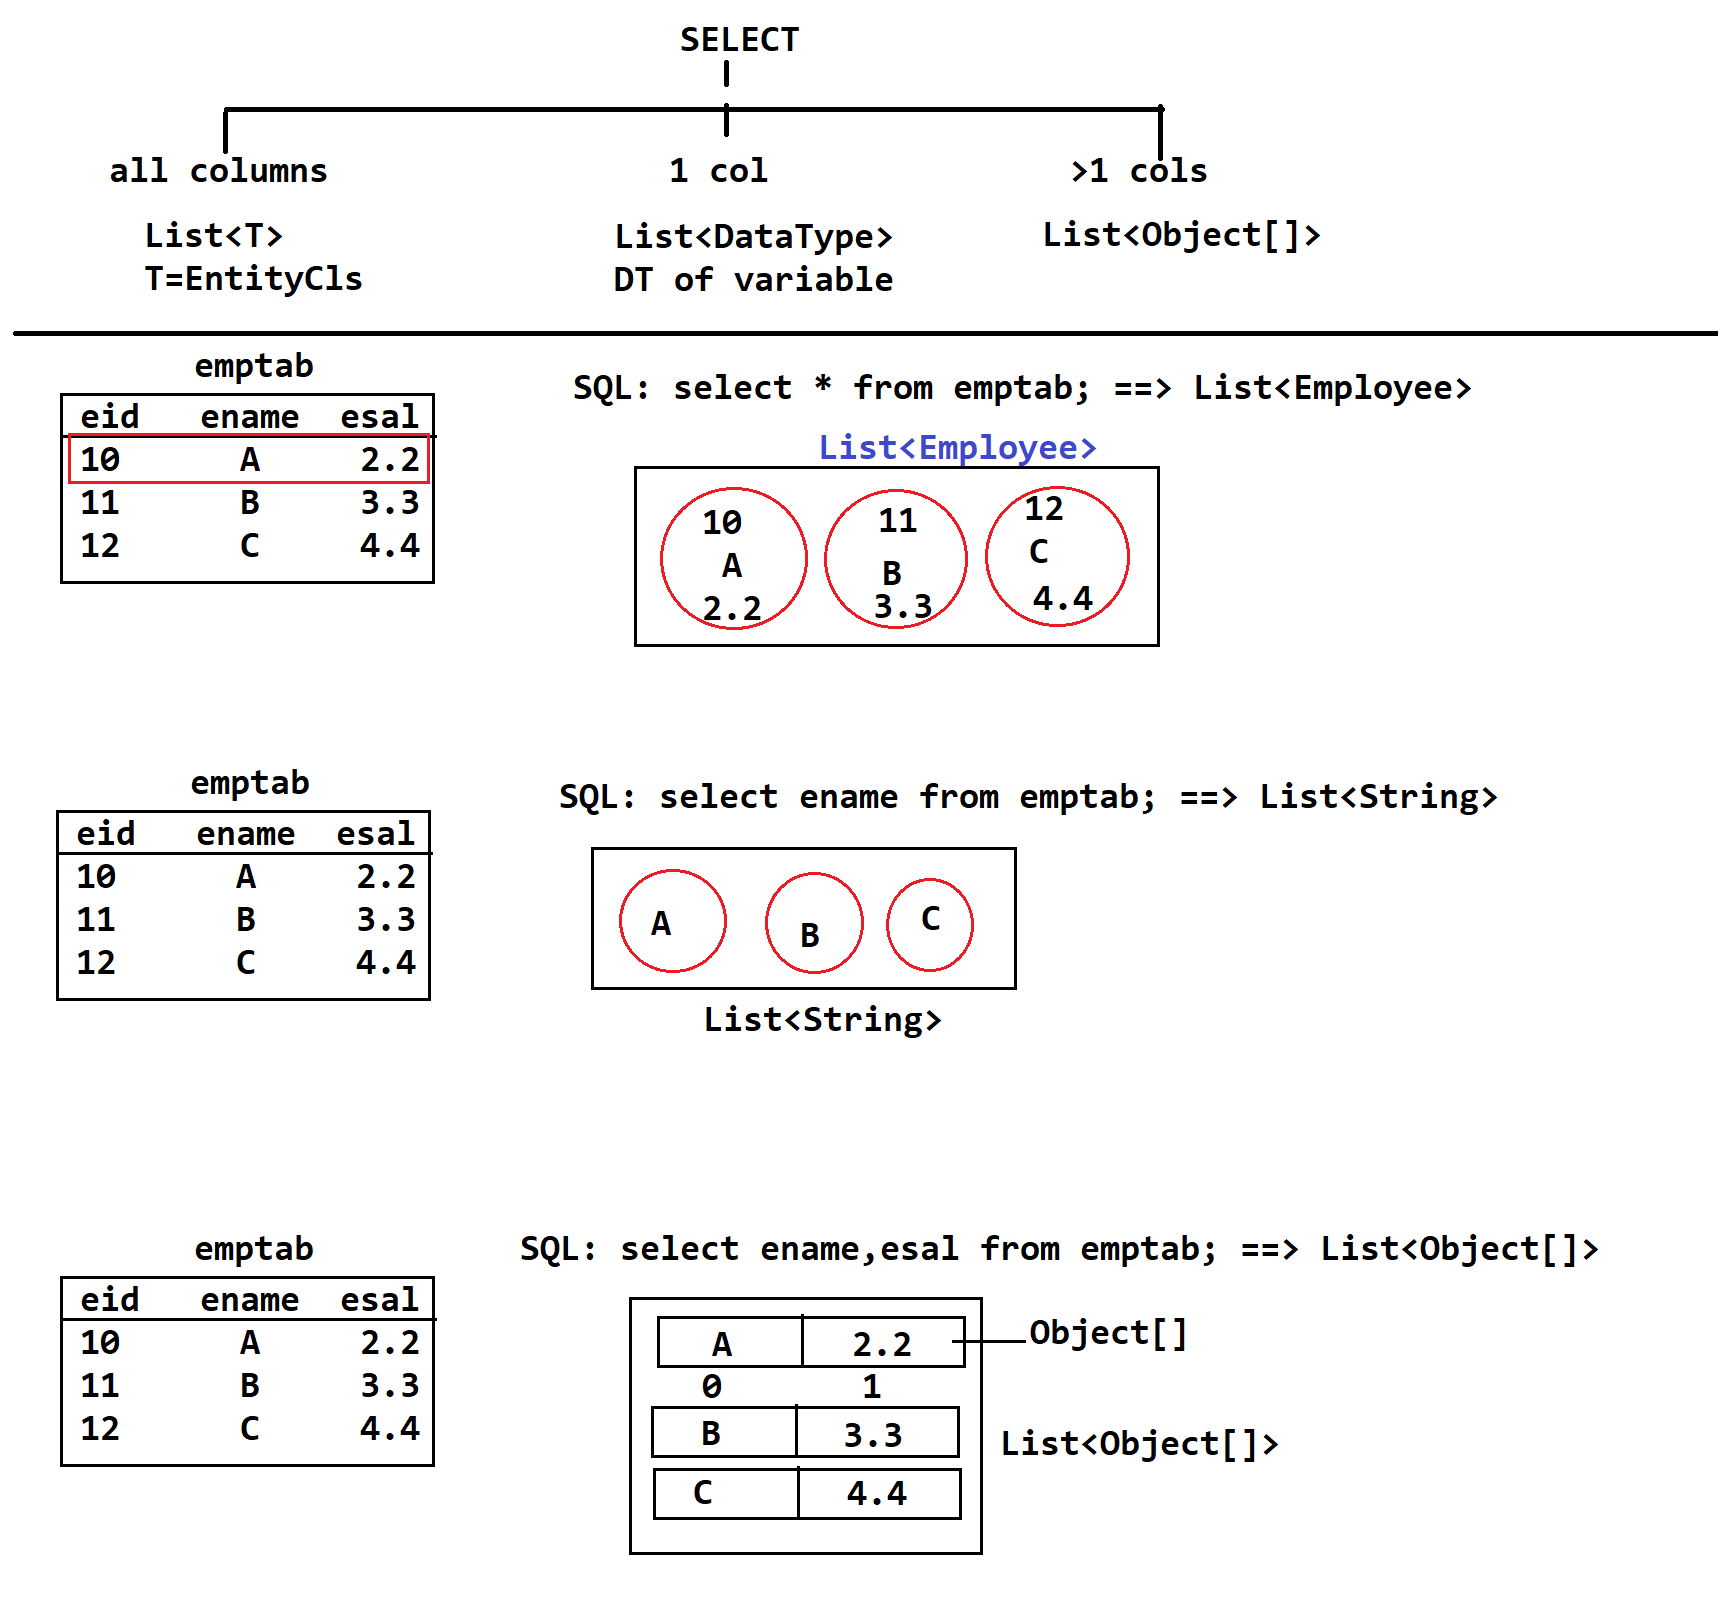 SELECT
all columns 1 col >1 cols
List<T> List<DataType> List<Object[]>
T=EntityCls DT of variable
emptab
SQL: select * from emptab; ==> List<Employee>
eid ename esal
10 A 2.2
11 B 3.3
12 C 4.4
List<Employee>
10
A
2.2
11
B
3.3
12
C
4.4
emptab
SQL: select ename from emptab; ==> List<String>
eid ename esal
10 A 2.2
11 B 3.3
12 C 4.4
A B C
List<String>
emptab
SQL: select ename,esal from emptab; ==> List<Object[]>
eid ename esal
10 A 2.2
11 B 3.3
12 C 4.4
A 2.2 Object[]
0 1
B 3.3
List<Object[]>
C 4.4